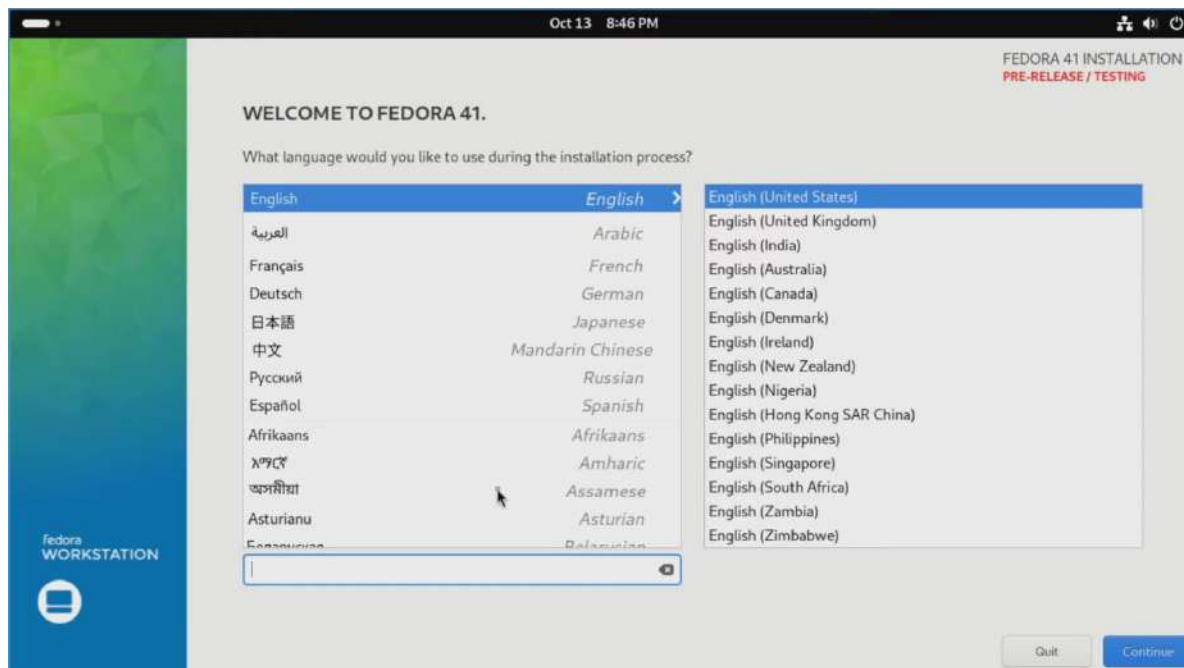 Oct 13 8:46 PM
FEDORA 41 INSTALLATION
PRE-RELEASE / TESTING
WELCOME TO FEDORA 41.
What language would you like to use during the installation process?
English English
العربية Arabic
Français French
Deutsch German
日本語 Japanese
中文 Mandarin Chinese
Русский Russian
Español Spanish
Afrikaans Afrikaans
አማርኛ Amharic
অসমীয়া Assamese
Asturianu Asturian
Беларуская Belarusian
English (United States)
English (United Kingdom)
English (India)
English (Australia)
English (Canada)
English (Denmark)
English (Ireland)
English (New Zealand)
English (Nigeria)
English (Hong Kong SAR China)
English (Philippines)
English (Singapore)
English (South Africa)
English (Zambia)
English (Zimbabwe)
fedora
WORKSTATION
Quit
Continue